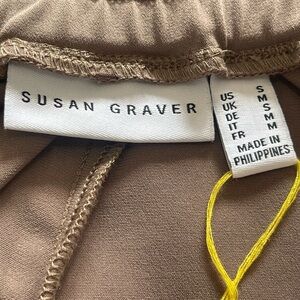 SUSAN GRAVER
US S
UK M
DE S
IT M
FR M
MADE IN
PHILIPPINES